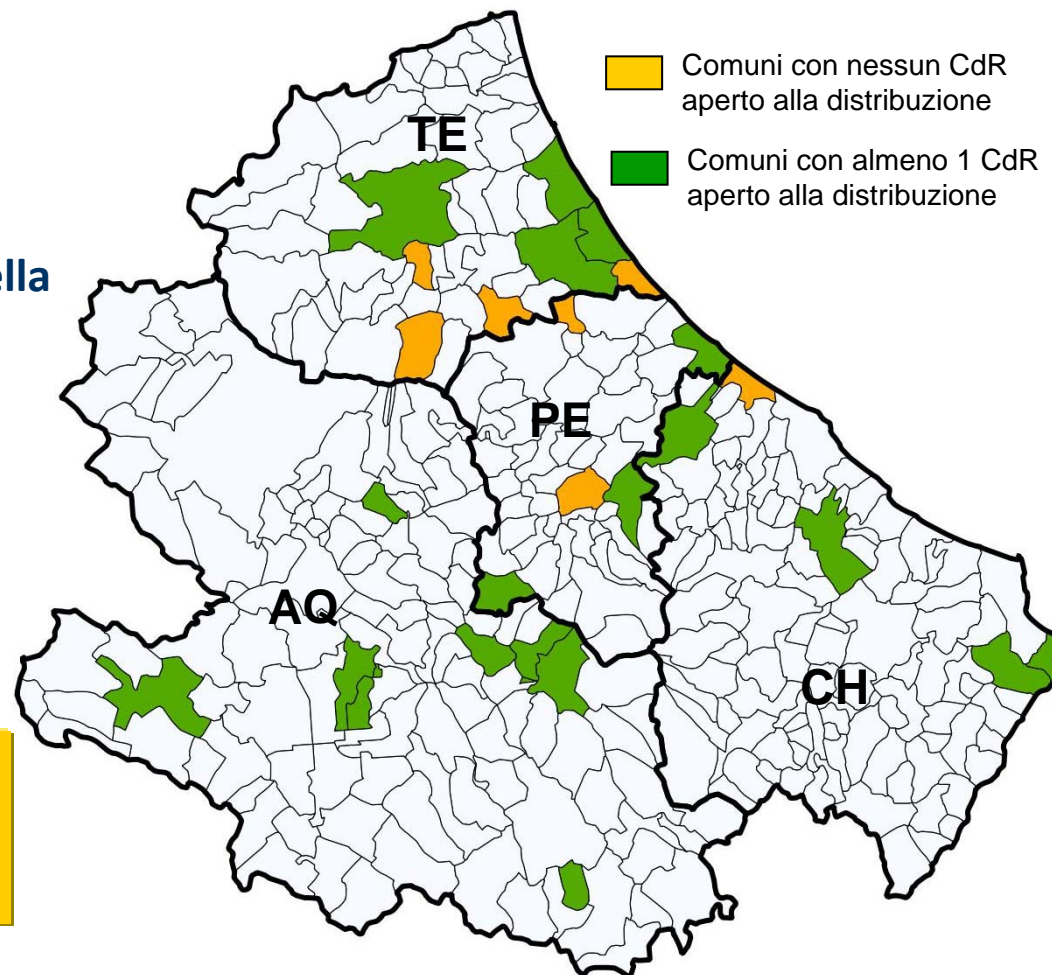 Comuni con nessun CdR
aperto alla distribuzione
Comuni con almeno 1 CdR
aperto alla distribuzione
TE
ella
PE
AQ
CH